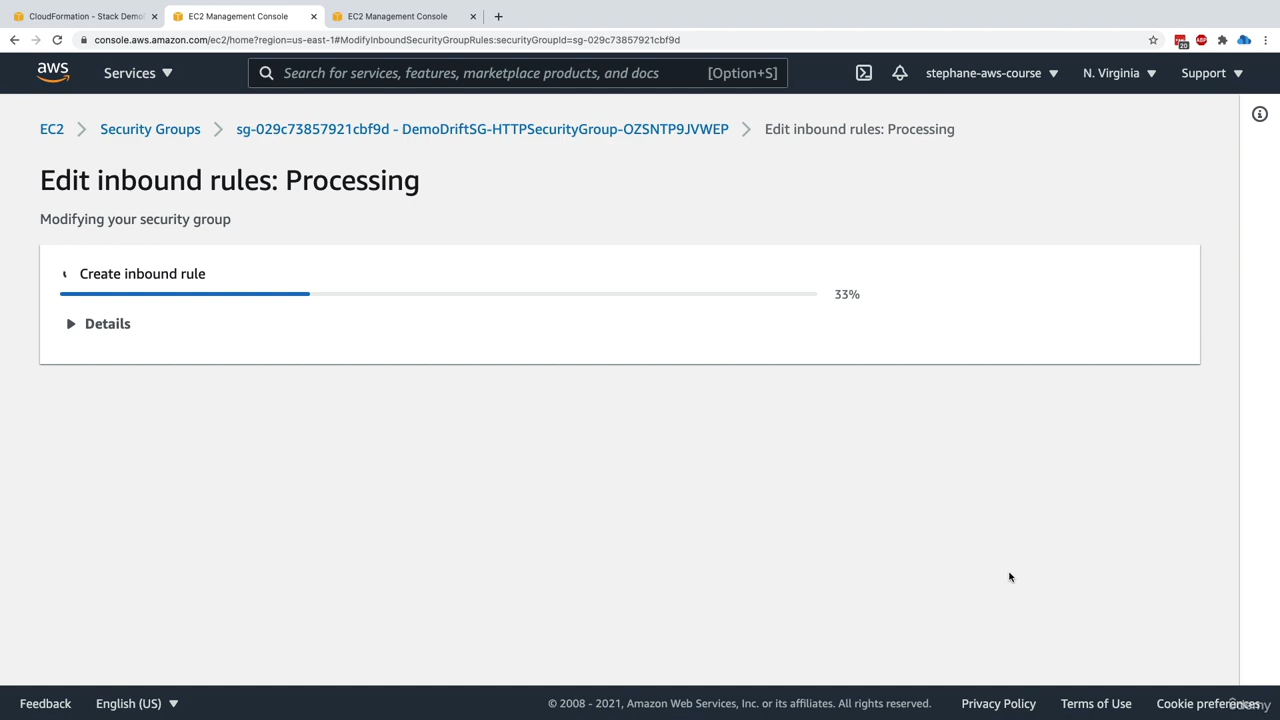 CloudFormation - Stack Demo
EC2 Management Console
EC2 Management Console
console.aws.amazon.com/ec2/home?region=us-east-1#ModifyInboundSecurityGroupRules:securityGroupId=sg-029c73857921cbf9d
20
ABP
aws
Services
Search for services, features, marketplace products, and docs [Option+S]
stephane-aws-course
N. Virginia
Support
EC2 > Security Groups > sg-029c73857921cbf9d - DemoDriftSG-HTTPSecurityGroup-OZSNTP9JVWEP > Edit inbound rules: Processing
Edit inbound rules: Processing
Modifying your security group
Create inbound rule
33%
Details
Feedback
English (US)
© 2008 - 2021, Amazon Web Services, Inc. or its affiliates. All rights reserved.
Privacy Policy
Terms of Use
Cookie preferences
ûdemy